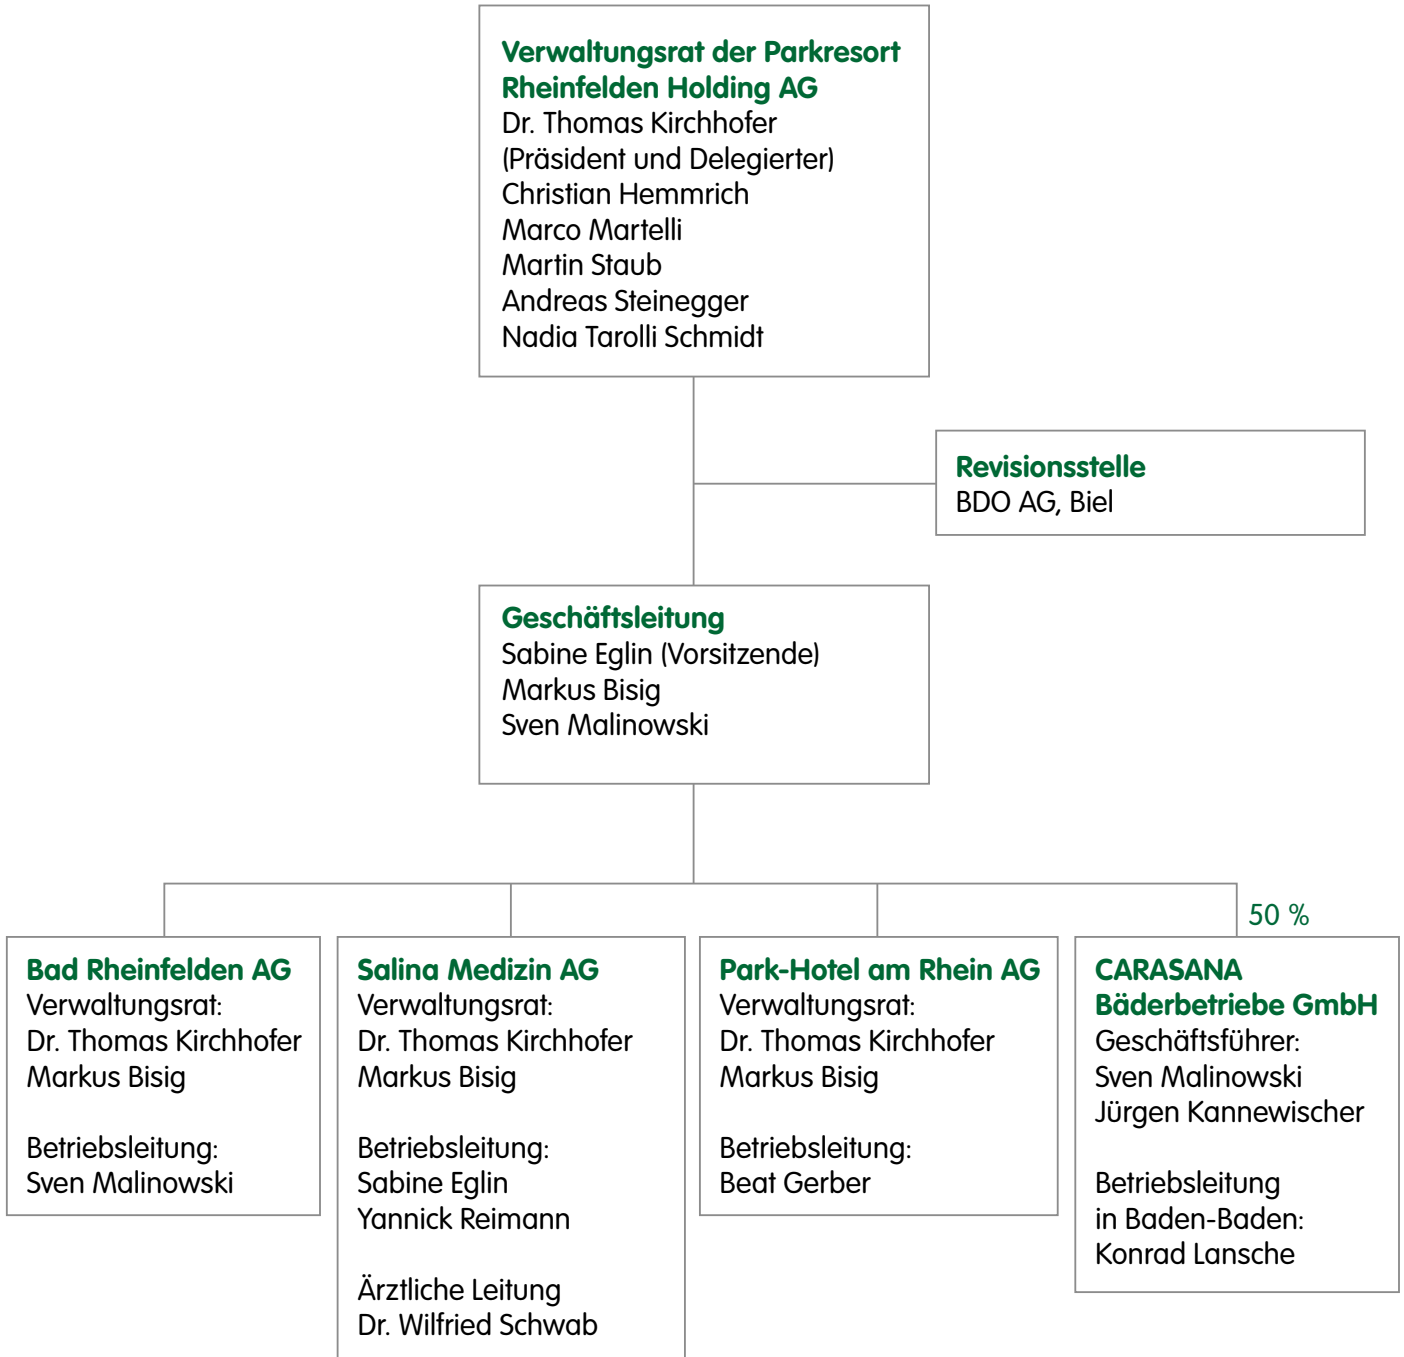 Verwaltungsrat der Parkresort
Rheinfelden Holding AG
Dr. Thomas Kirchhofer
(Präsident und Delegierter)
Christian Hemmrich
Marco Martelli
Martin Staub
Andreas Steinegger
Nadia Tarolli Schmidt
Revisionsstelle
BDO AG, Biel
Geschäftsleitung
Sabine Eglin (Vorsitzende)
Markus Bisig
Sven Malinowski
Bad Rheinfelden AG
Verwaltungsrat:
Dr. Thomas Kirchhofer
Markus Bisig
Betriebsleitung:
Sven Malinowski
Salina Medizin AG
Verwaltungsrat:
Dr. Thomas Kirchhofer
Markus Bisig
Betriebsleitung:
Sabine Eglin
Yannick Reimann
Ärztliche Leitung
Dr. Wilfried Schwab
Park-Hotel am Rhein AG
Verwaltungsrat:
Dr. Thomas Kirchhofer
Markus Bisig
Betriebsleitung:
Beat Gerber
50 %
CARASANA
Bäderbetriebe GmbH
Geschäftsführer:
Sven Malinowski
Jürgen Kannewischer
Betriebsleitung
in Baden-Baden:
Konrad Lansche